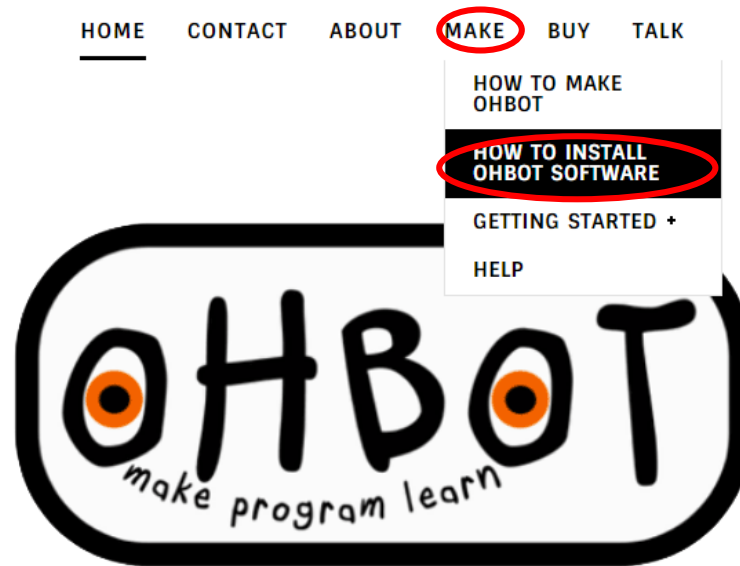 HOME CONTACT ABOUT MAKE BUY TALK
HOW TO MAKE
OHBOT
HOW TO INSTALL
OHBOT SOFTWARE
GETTING STARTED +
HELP
OHBOT
make program learn